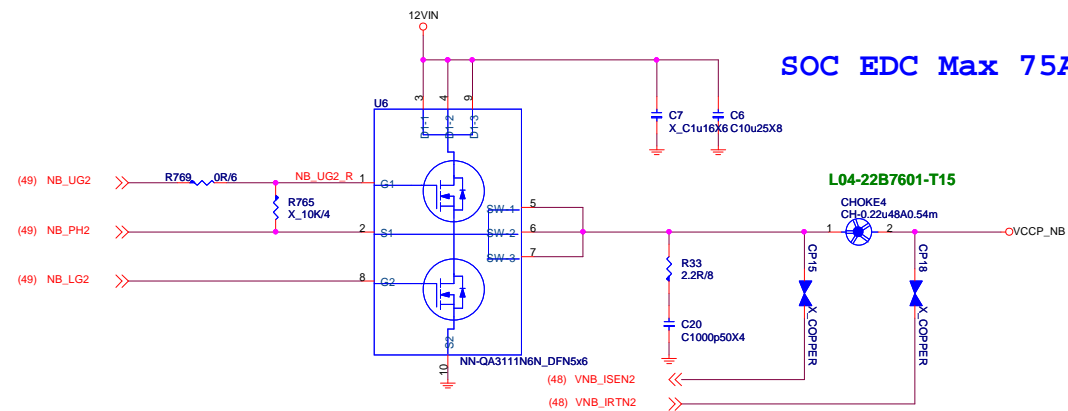 12VIN
SOC EDC Max 75A
U6
3
4
9
D1-1
D1-2
D1-3
C7
X_C1u16X6
C6
C10u25X8
(49) NB_UG2
R769
0R/6
NB_UG2_R
1
G1
R765
X_10K/4
L04-22B7601-T15
CHOKE4
CH-0.22u48A0.54m
(49) NB_PH2
2
S1
SW-1
5
SW-2
6
SW-3
7
1
2
VCCP_NB
(49) NB_LG2
8
G2
R33
2.2R/8
CP15
X_COPPER
CP18
X_COPPER
C20
C1000p50X4
S2
10
NN-QA3111N6N_DFN5x6
(48) VNB_ISEN2
(48) VNB_IRTN2